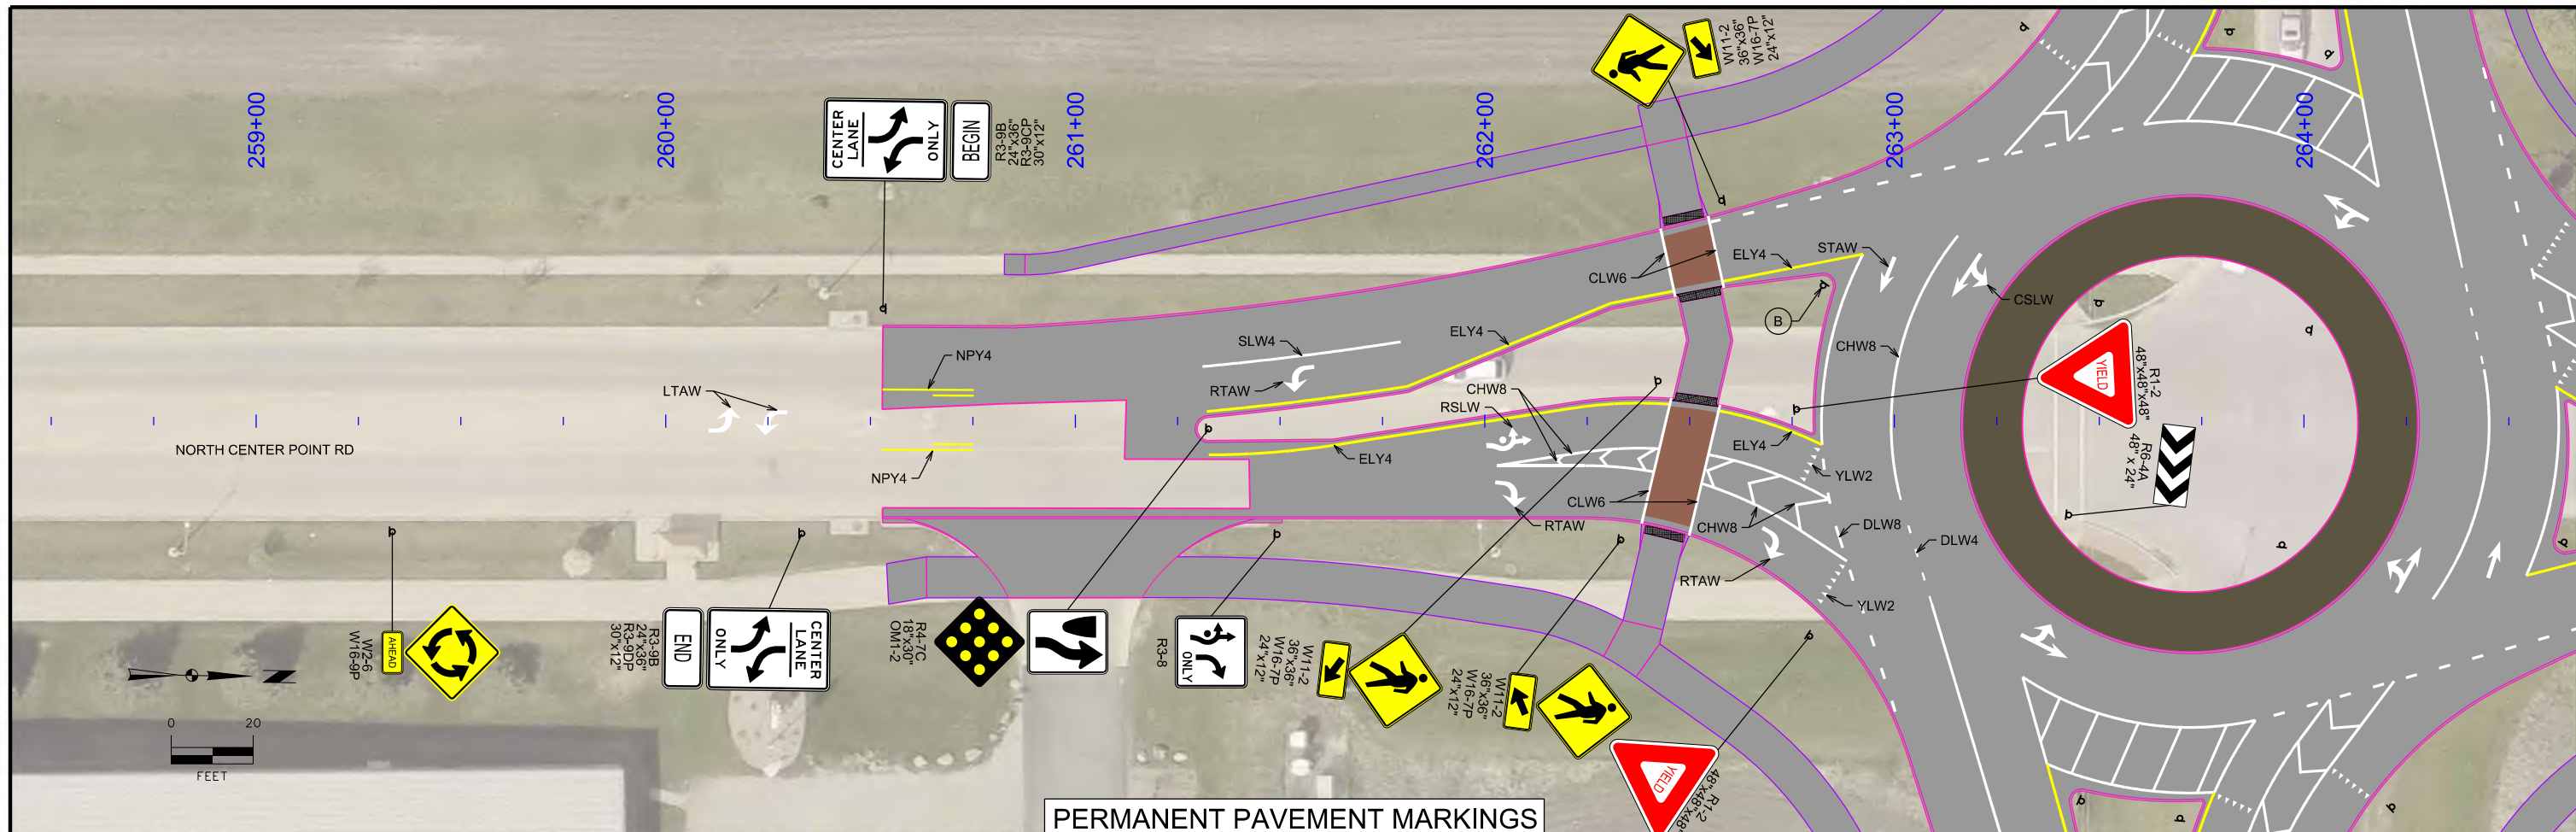 259+00
260+00
261+00
262+00
263+00
264+00
CENTER
LANE
ONLY
BEGIN
R3-9B
24"x36"
R3-9CP
30"x12"
W11-2
36"x36"
W16-7P
24"x12"
NPY4
LTAW
NORTH CENTER POINT RD
NPY4
SLW4
RTAW
ELY4
CHW8
RSLW
ELY4
CLW6
ELY4
STAW
B
CSLW
CHW8
ELY4
YLW2
CLW6
CHW8
RTAW
DLW8
DLW4
RTAW
YLW2
YIELD
R1-2
48"x48"x48"
R6-4A
48" x 24"
AHEAD
W2-6
W16-9P
END
CENTER
LANE
ONLY
R3-9B
24"x36"
R3-9DP
30"x12"
R4-7C
18"x30"
OM1-2
R3-8
ONLY
W11-2
36"x36"
W16-7P
24"x12"
W11-2
36"x36"
W16-7P
24"x12"
YIELD
R1-2
48"x48"x48"
N
0 20
FEET
PERMANENT PAVEMENT MARKINGS